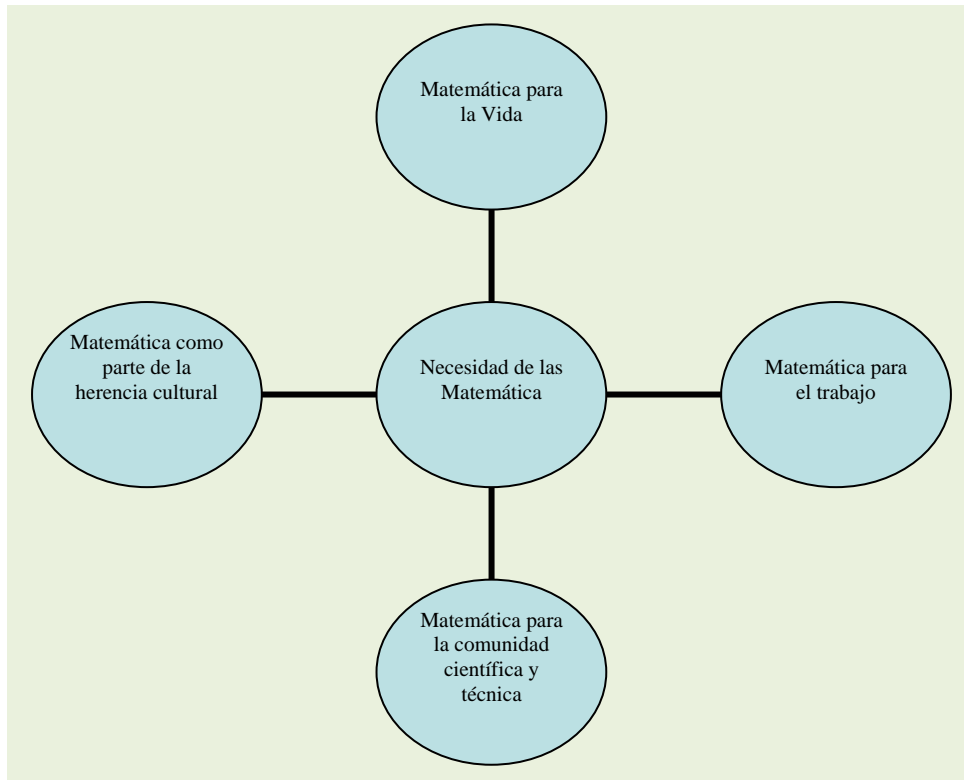 Matemática para
la Vida
Matemática como
parte de la
herencia cultural
Necesidad de las
Matemática
Matemática para
el trabajo
Matemática para
la comunidad
científica y
técnica